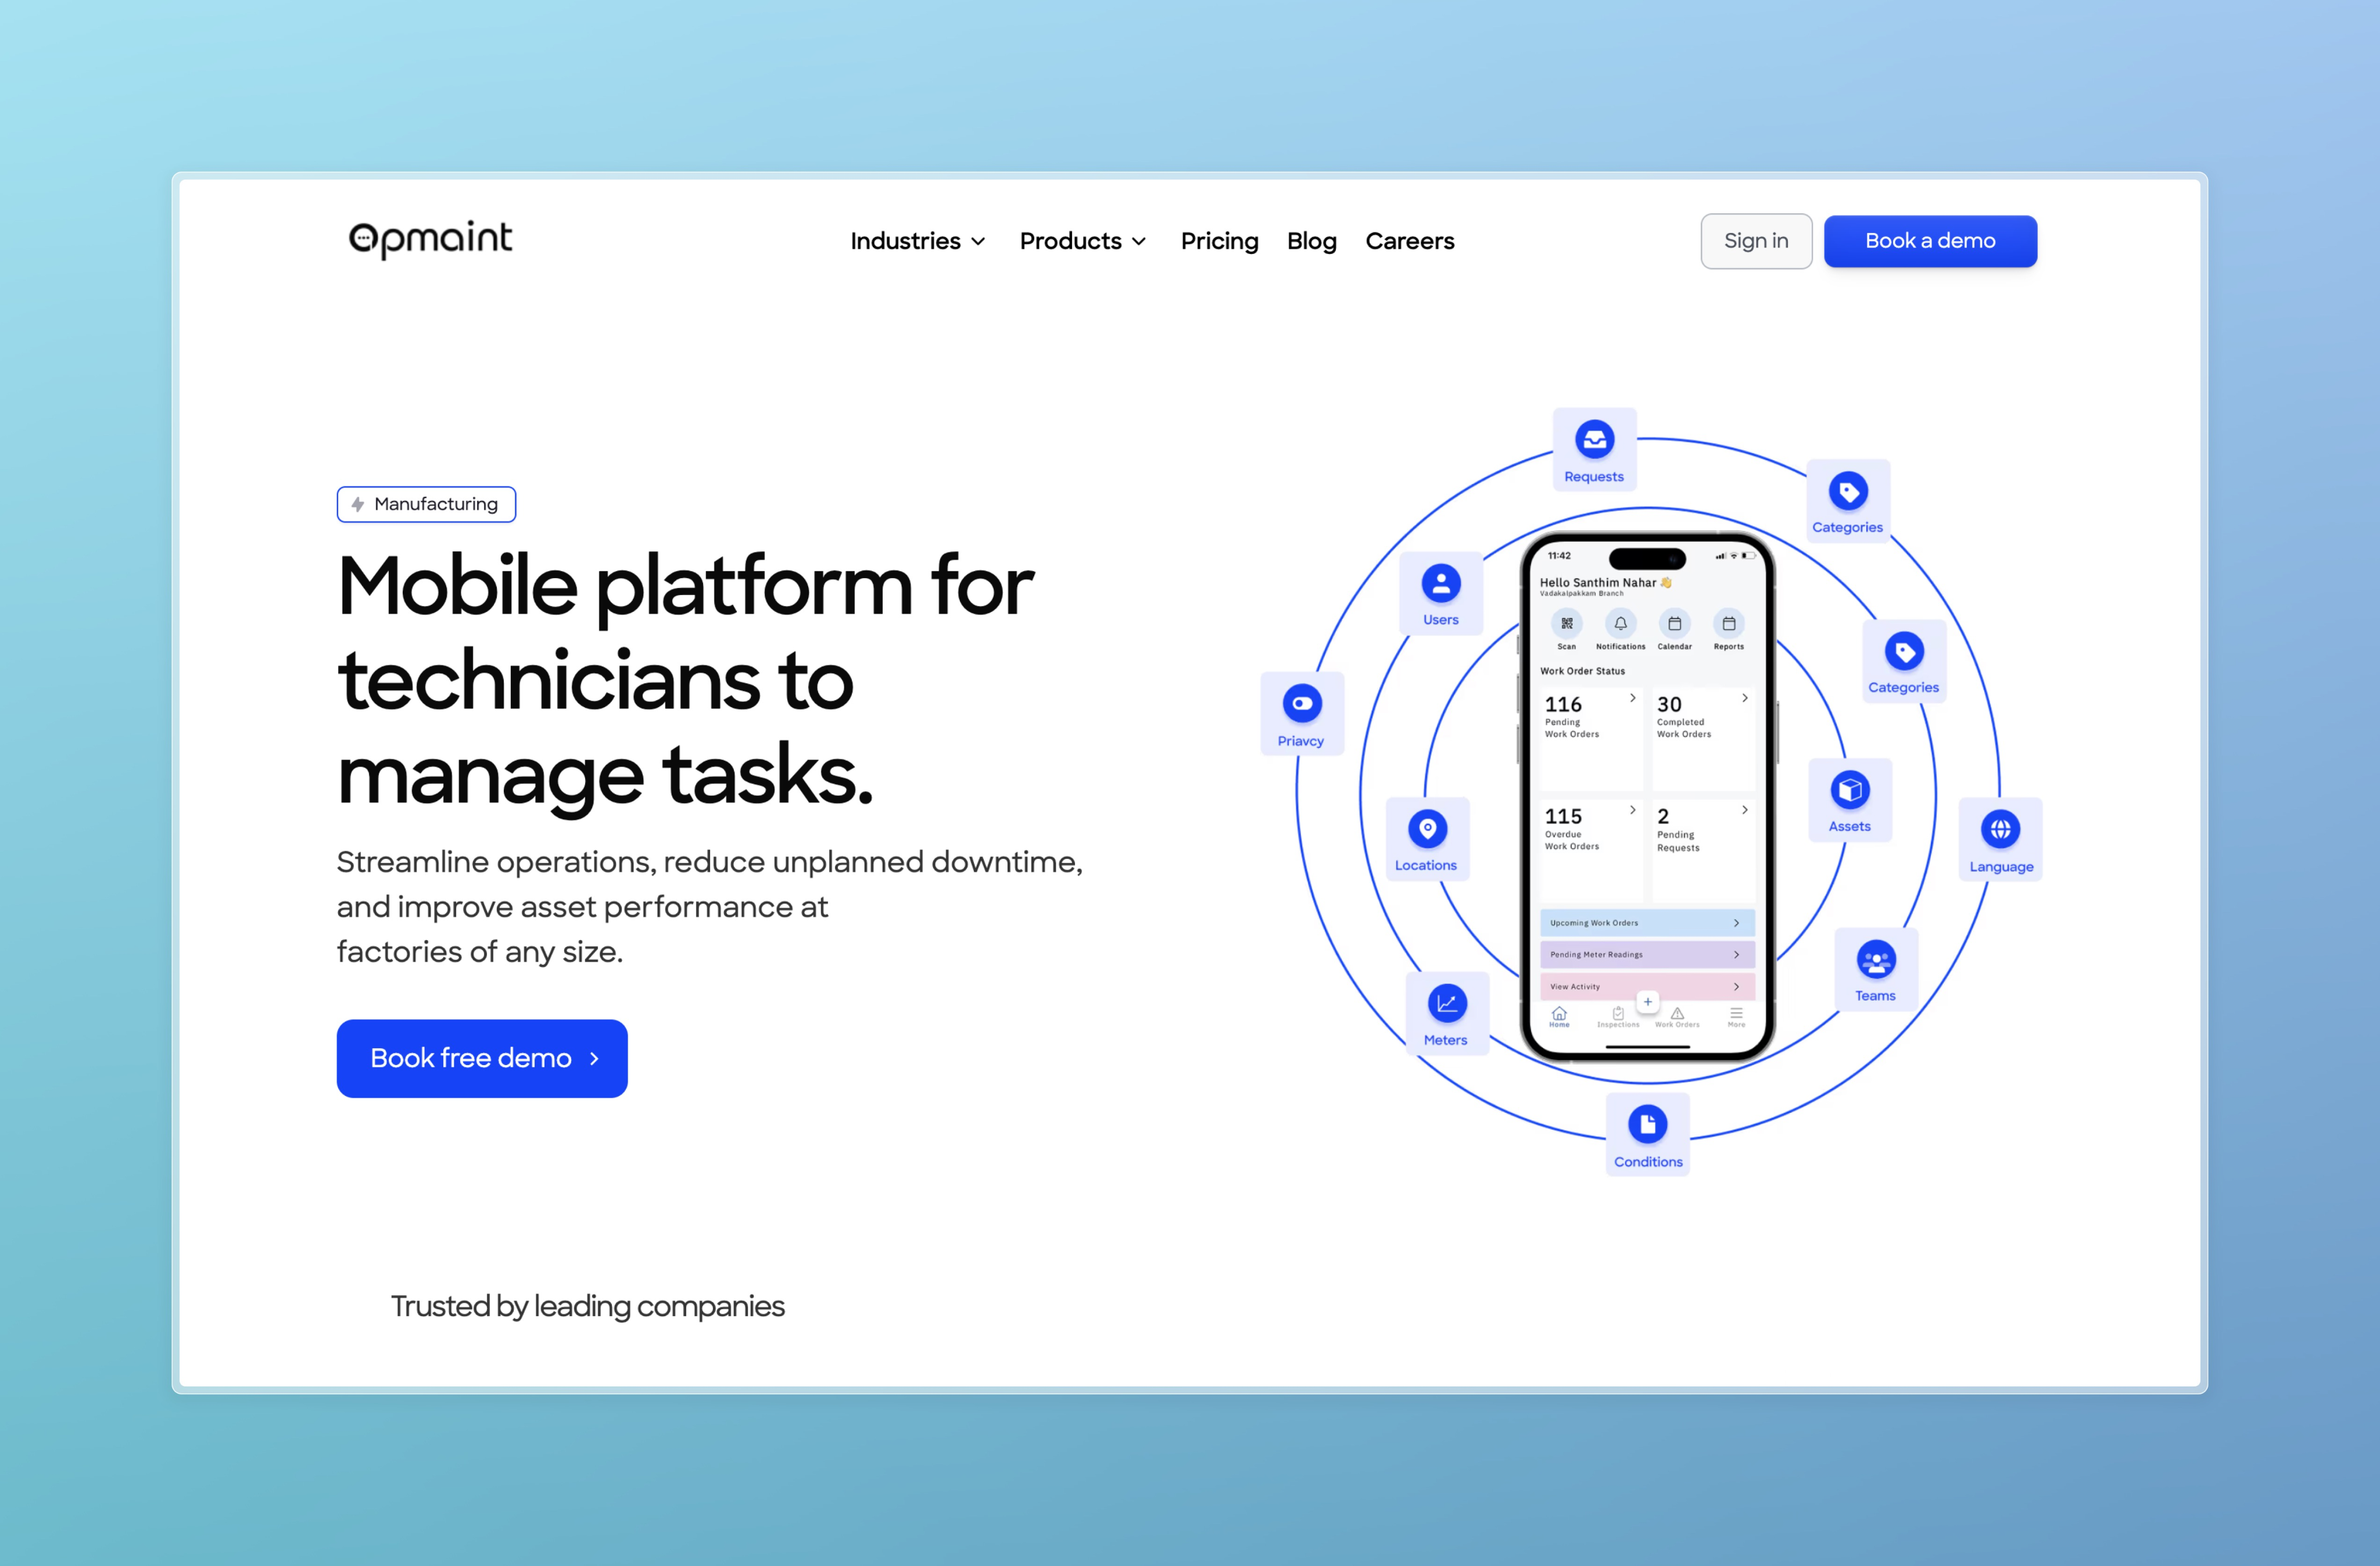 Opmaint
Industries
Products
Pricing
Blog
Careers
Sign in
Book a demo
Manufacturing
Mobile platform for
technicians to
manage tasks.
Streamline operations, reduce unplanned downtime,
and improve asset performance at
factories of any size.
Book free demo
Requests
Categories
Users
Categories
Priavcy
Locations
Assets
Language
Meters
Teams
Conditions
11:42
Hello Santhim Nahar 👋
Vadakalpakkam Branch
Scan
Notifications
Calendar
Reports
Work Order Status
116
Pending
Work Orders
30
Completed
Work Orders
115
Overdue
Work Orders
2
Pending
Requests
Upcoming Work Orders
Pending Meter Readings
View Activity
+
Home
Inspections
Work Orders
More
Trusted by leading companies